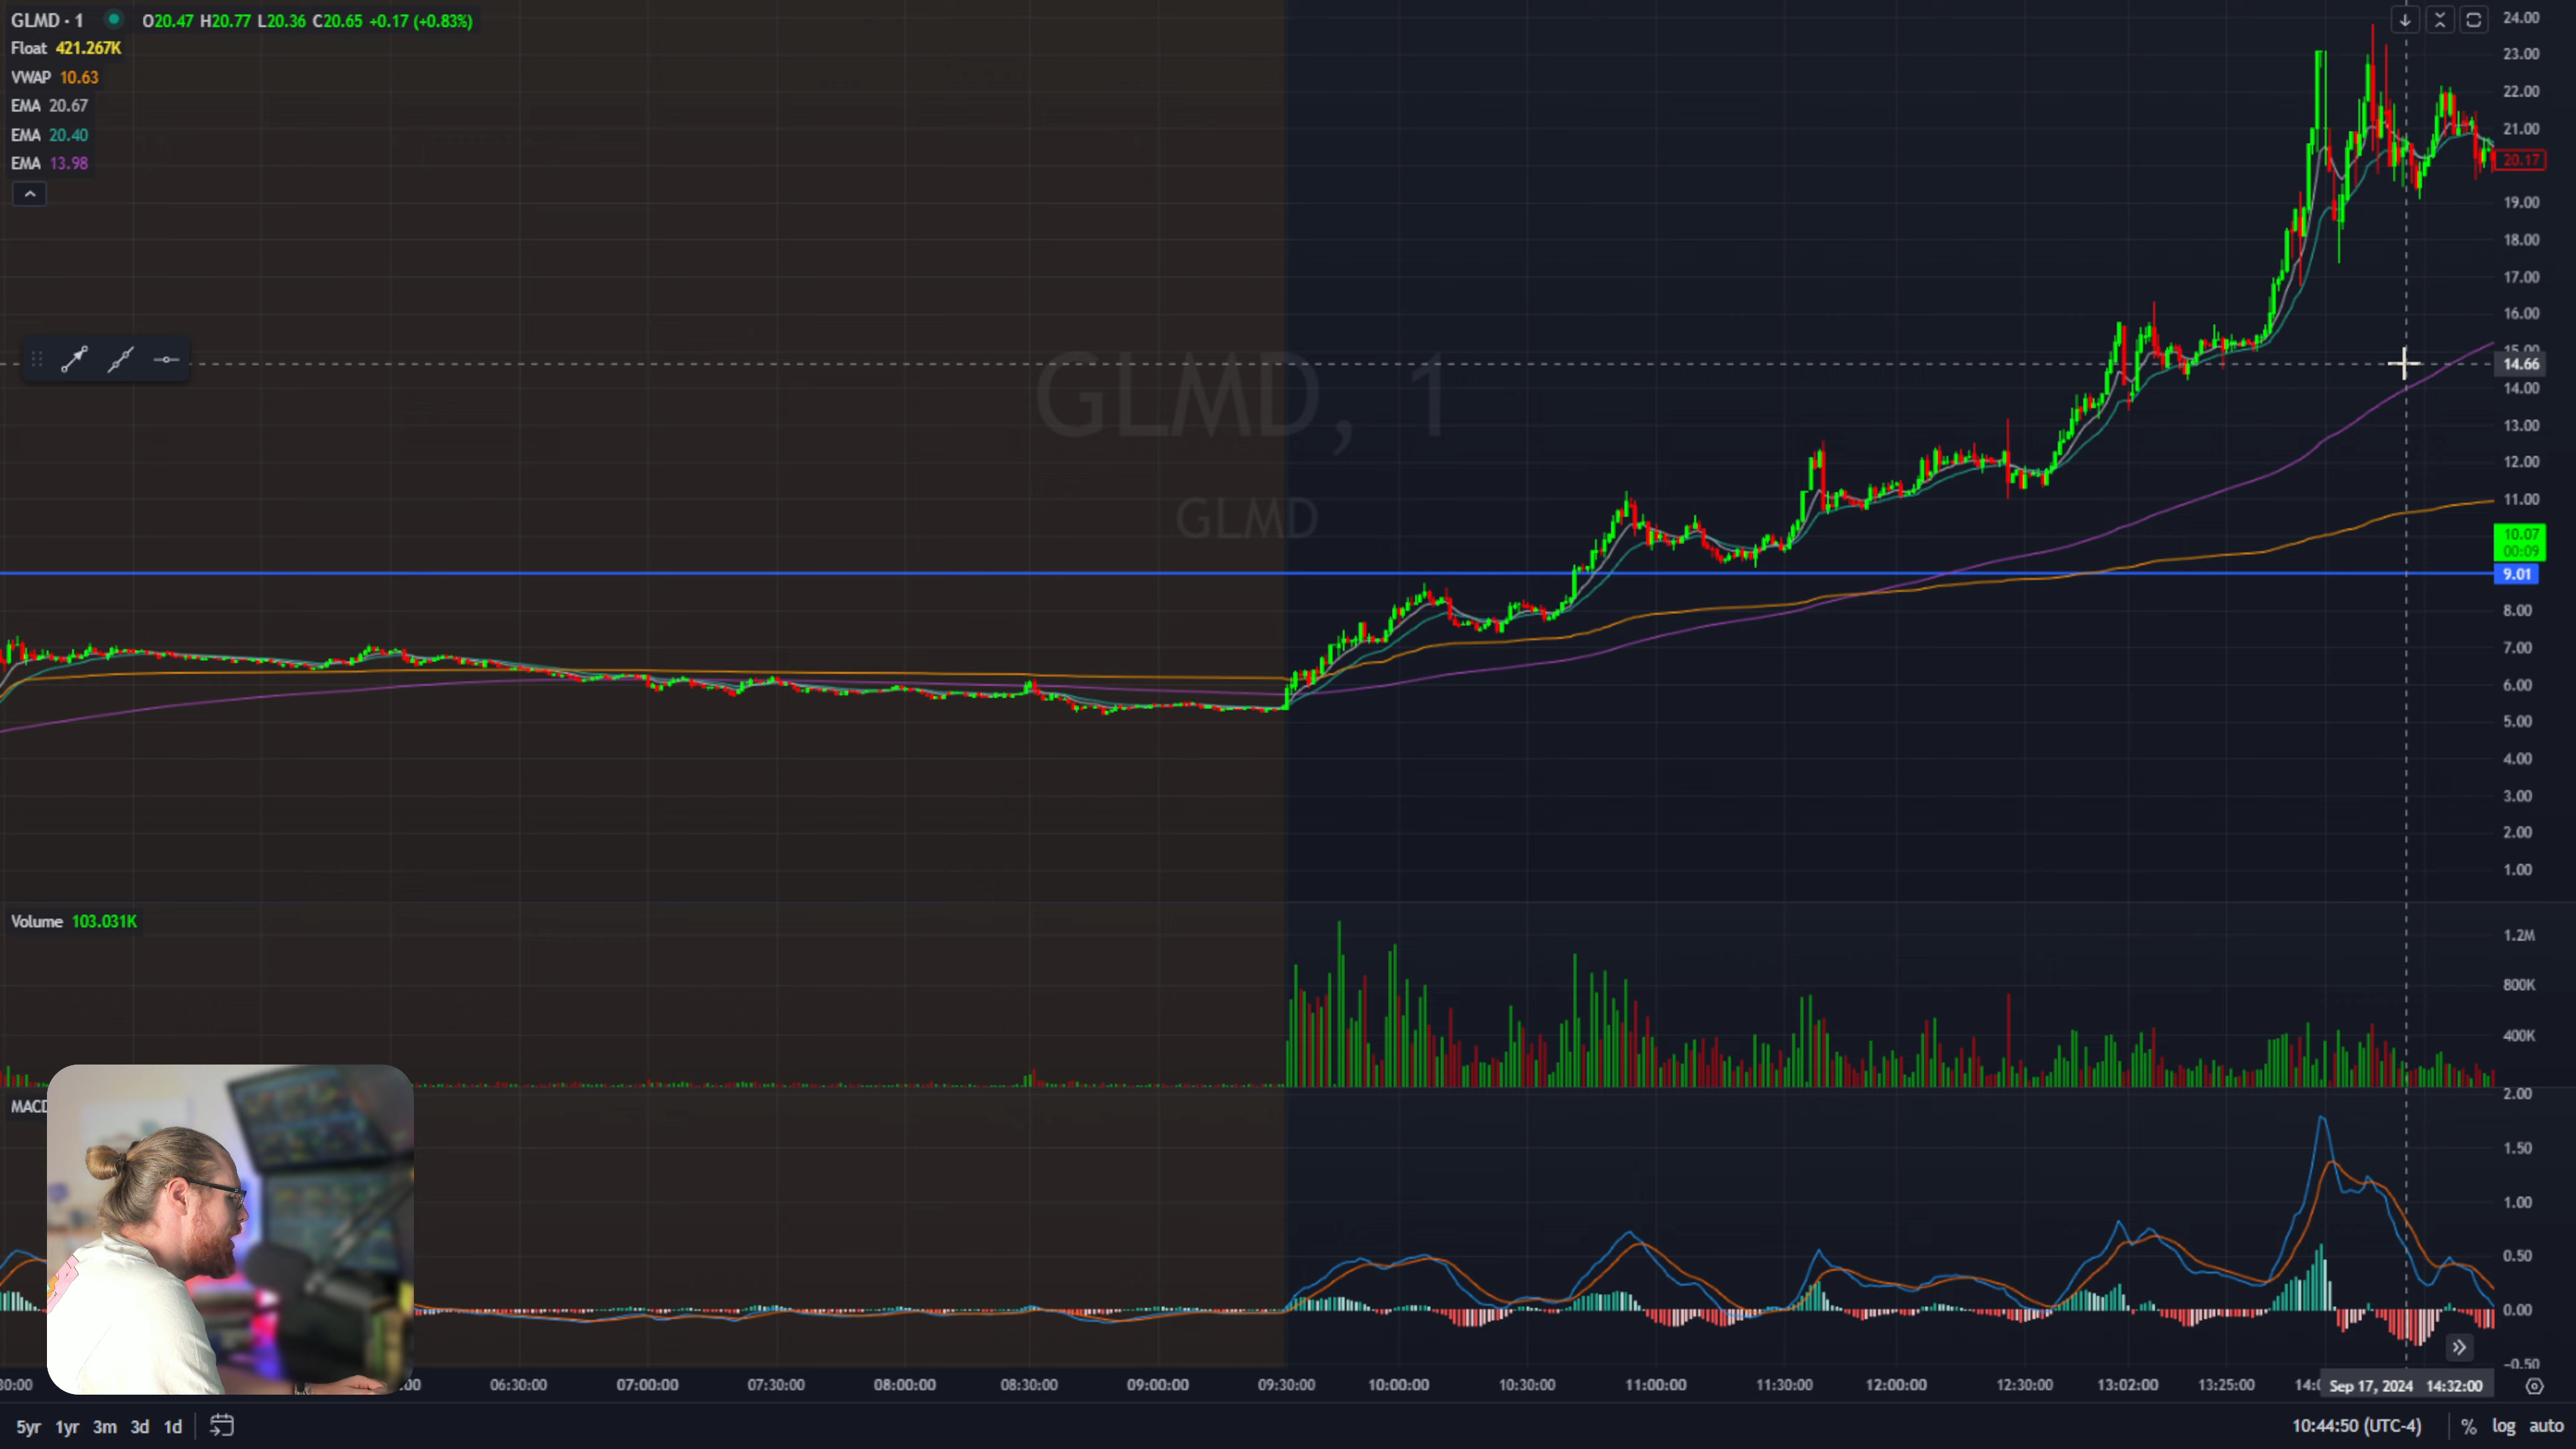 GLMD · 1 O20.47 H20.77 L20.36 C20.65 +0.17 (+0.83%)
Float 421.267K
VWAP 10.63
EMA 20.67
EMA 20.40
EMA 13.98
GLMD, 1
GLMD
24.00
23.00
22.00
21.00
20.17
19.00
18.00
17.00
16.00
15.00
14.66
14.00
13.00
12.00
11.00
10.07
00:09
9.01
8.00
7.00
6.00
5.00
4.00
3.00
2.00
1.00
Volume 103.031K
1.2M
800K
400K
MACD
2.00
1.50
1.00
0.50
0.00
-0.50
30:00 :00 06:30:00 07:00:00 07:30:00 08:00:00 08:30:00 09:00:00 09:30:00 10:00:00 10:30:00 11:00:00 11:30:00 12:00:00 12:30:00 13:02:00 13:25:00 14:0 Sep 17, 2024 14:32:00
5yr 1yr 3m 3d 1d 10:44:50 (UTC-4) % log auto